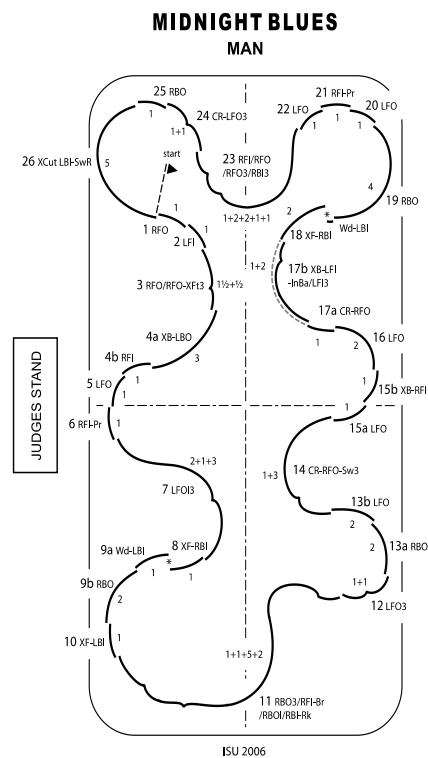 MIDNIGHT BLUES
MAN
25 RBO
1
24 CR-LFO3
1+1
21 RFI-Pr
22 LFO
20 LFO
1
1
1
26 XCut LBI-SwR
5
start
23 RFI/RFO
/RFO3/RBI3
4
19 RBO
1+2+2+1+1
2
*
Wd-LBI
1 RFO
1
2 LFI
1
18 XF-RBI
1+2
17b XB-LFI
-InBa/LFI3
3 RFO/RFO-XFt3
1½+½
17a CR-RFO
1
16 LFO
2
4a XB-LBO
3
4b RFI
1
5 LFO
1
1
15b XB-RFI
1
15a LFO
6 RFI-Pr
1
JUDGES STAND
2+1+3
7 LFOI3
1+3
14 CR-RFO-Sw3
13b LFO
2
13a RBO
2
9a Wd-LBI
8 XF-RBI
*
1
1
9b RBO
2
1+1
12 LFO3
10 XF-LBI
1
1+1+5+2
11 RBO3/RFI-Br
/RBOI/RBI-Rk
ISU 2006